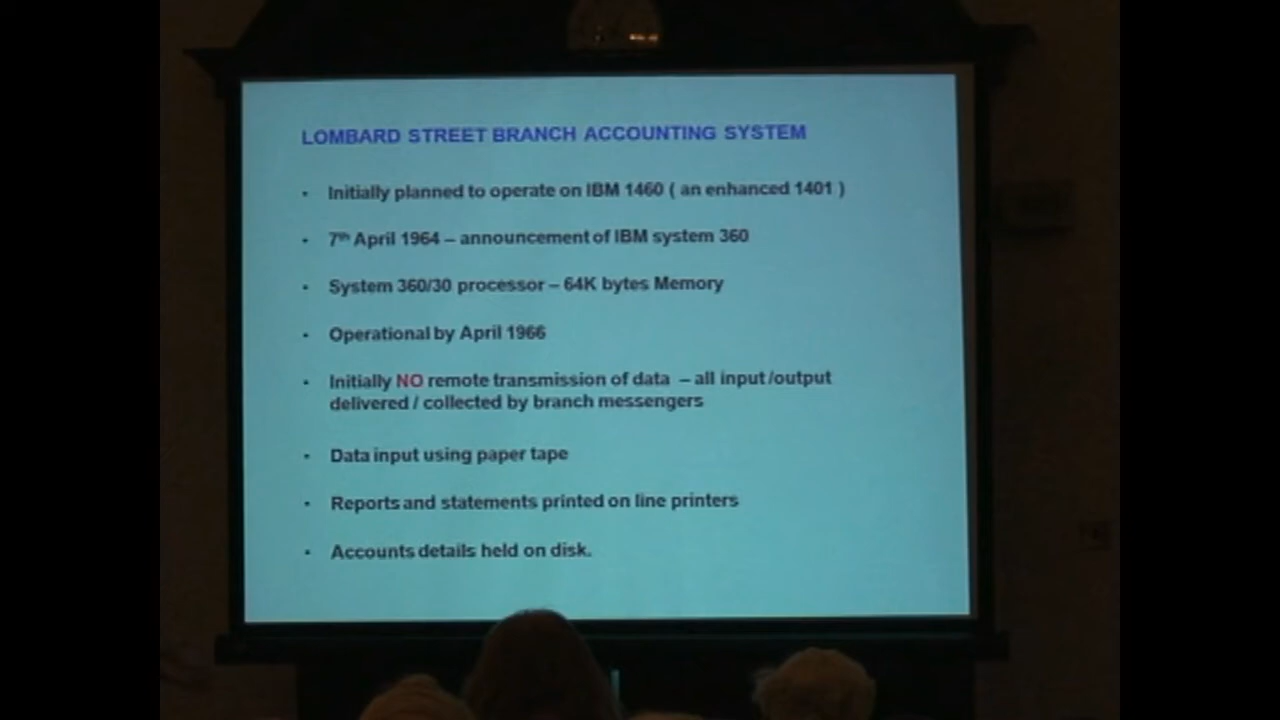 LOMBARD STREET BRANCH ACCOUNTING SYSTEM
• Initially planned to operate on IBM 1460 ( an enhanced 1401 )
• 7th April 1964 – announcement of IBM system 360
• System 360/30 processor – 64K bytes Memory
• Operational by April 1966
• Initially NO remote transmission of data – all input /output
delivered / collected by branch messengers
• Data input using paper tape
• Reports and statements printed on line printers
• Accounts details held on disk.